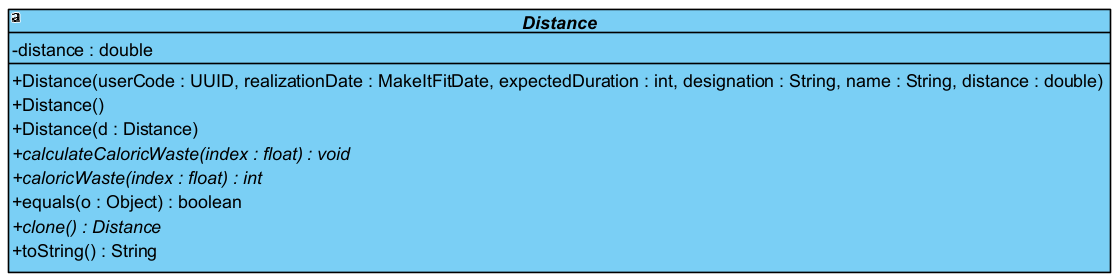 a
Distance
-distance : double
+Distance(userCode : UUID, realizationDate : MakeItFitDate, expectedDuration : int, designation : String, name : String, distance : double)
+Distance()
+Distance(d : Distance)
+calculateCaloricWaste(index : float) : void
+caloricWaste(index : float) : int
+equals(o : Object) : boolean
+clone() : Distance
+toString() : String